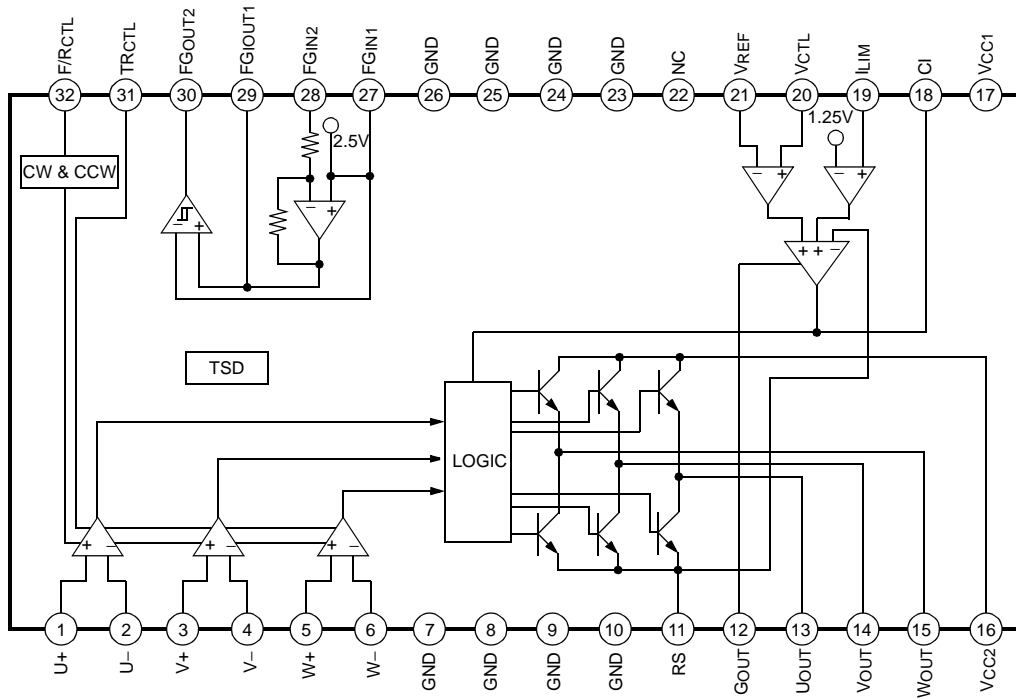 F/RCTL
TRCTL
FGOUT2
FGIOUT1
FGIN2
FGIN1
GND
GND
GND
GND
NC
VREF
VCTL
ILIM
CI
VCC1
32
31
30
29
28
27
26
25
24
23
22
21
20
19
18
17
2.5V
1.25V
CW & CCW
−
+
−
+
−
+
−
+
+
+
−
TSD
LOGIC
+
−
+
−
+
−
1
2
3
4
5
6
7
8
9
10
11
12
13
14
15
16
U+
U−
V+
V−
W+
W−
GND
GND
GND
GND
RS
GOUT
UOUT
VOUT
WOUT
VCC2